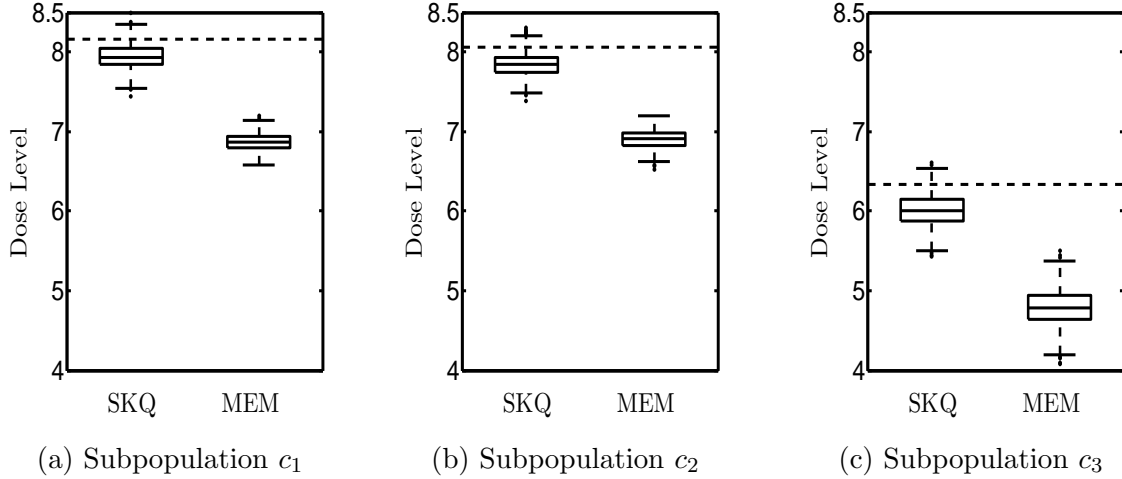 8.5
8
7
6
5
4
Dose Level
SKQ MEM
(a) Subpopulation c₁
8.5
8
7
6
5
4
Dose Level
SKQ MEM
(b) Subpopulation c₂
8.5
8
7
6
5
4
Dose Level
SKQ MEM
(c) Subpopulation c₃